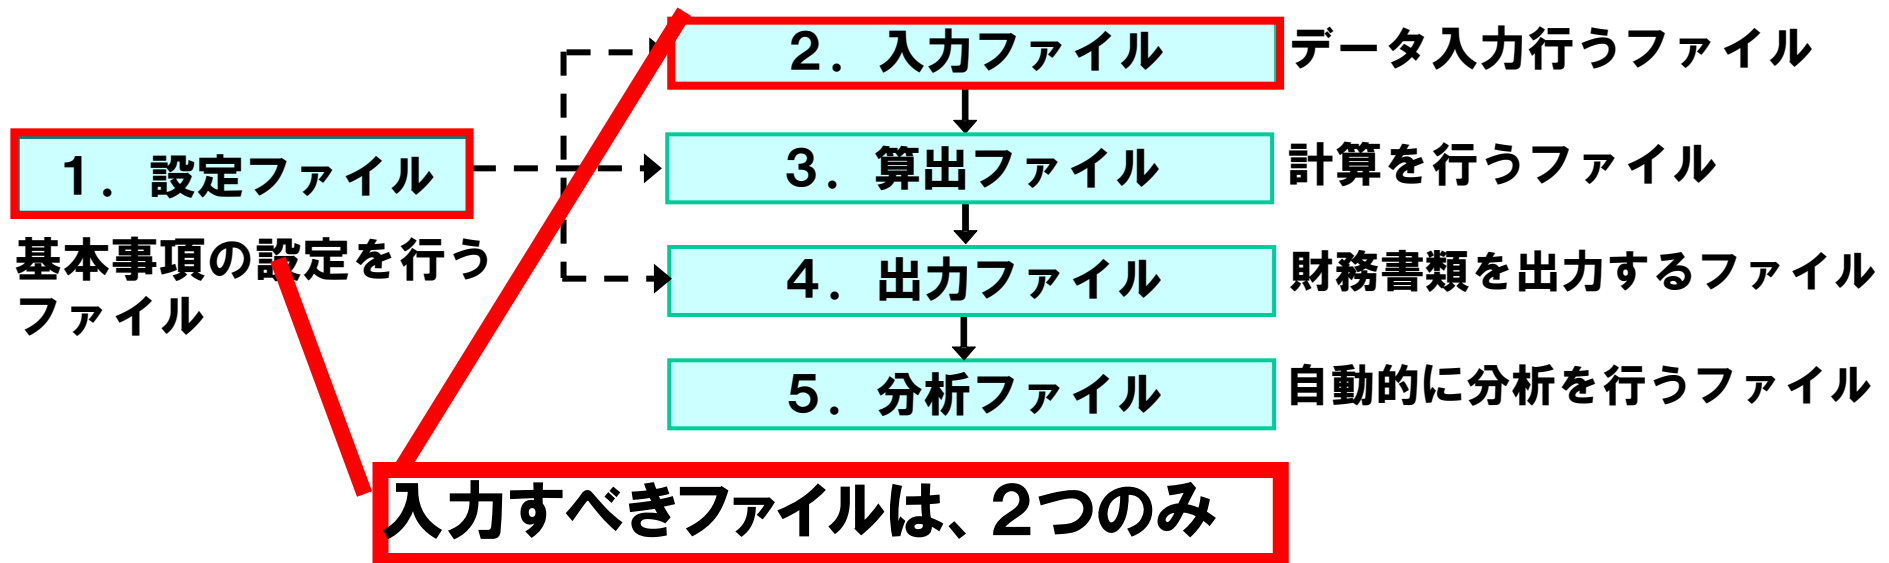 ２．入力ファイル
データ入力行うファイル
１．設定ファイル
基本事項の設定を行う
ファイル
３．算出ファイル
計算を行うファイル
４．出力ファイル
財務書類を出力するファイル
５．分析ファイル
自動的に分析を行うファイル
入力すべきファイルは、２つのみ